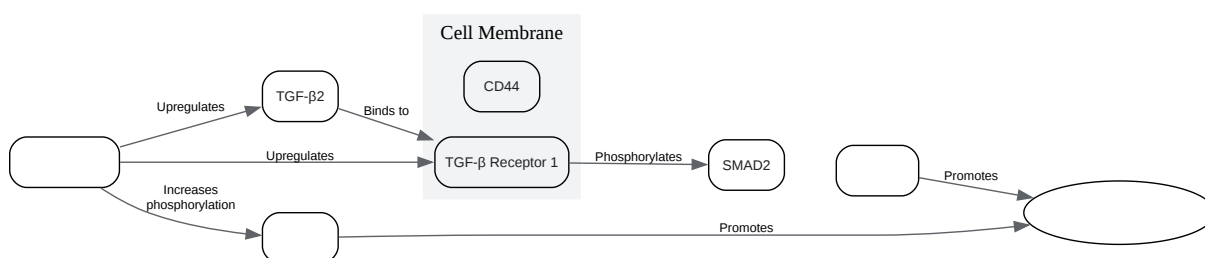 Cell Membrane
CD44
TGF-β2
Upregulates
Binds to
Upregulates
TGF-β Receptor 1
Phosphorylates
SMAD2
Promotes
Increases
phosphorylation
Promotes